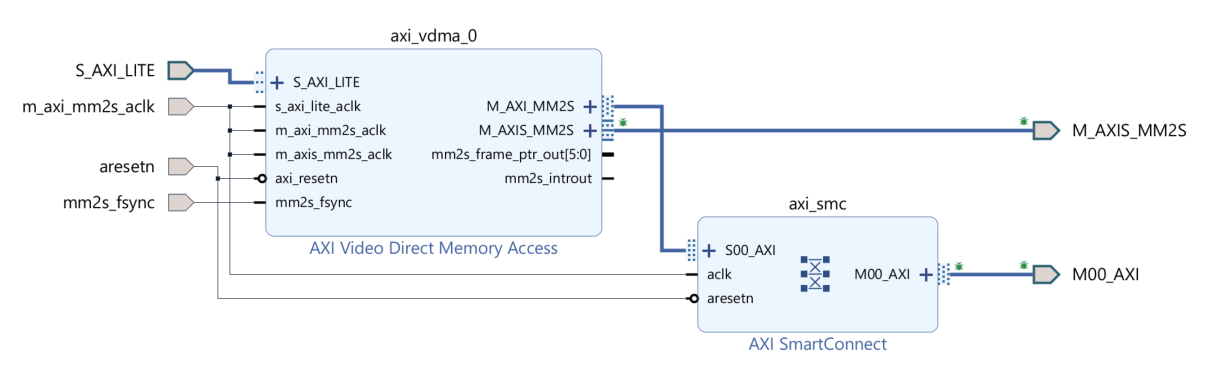 axi_vdma_0
S_AXI_LITE
m_axi_mm2s_aclk
aresetn
mm2s_fsync
S_AXI_LITE
s_axi_lite_aclk
m_axi_mm2s_aclk
m_axis_mm2s_aclk
axi_resetn
mm2s_fsync
M_AXI_MM2S
M_AXIS_MM2S
mm2s_frame_ptr_out[5:0]
mm2s_introut
AXI Video Direct Memory Access
M_AXIS_MM2S
axi_smc
S00_AXI
aclk
aresetn
M00_AXI
AXI SmartConnect
M00_AXI